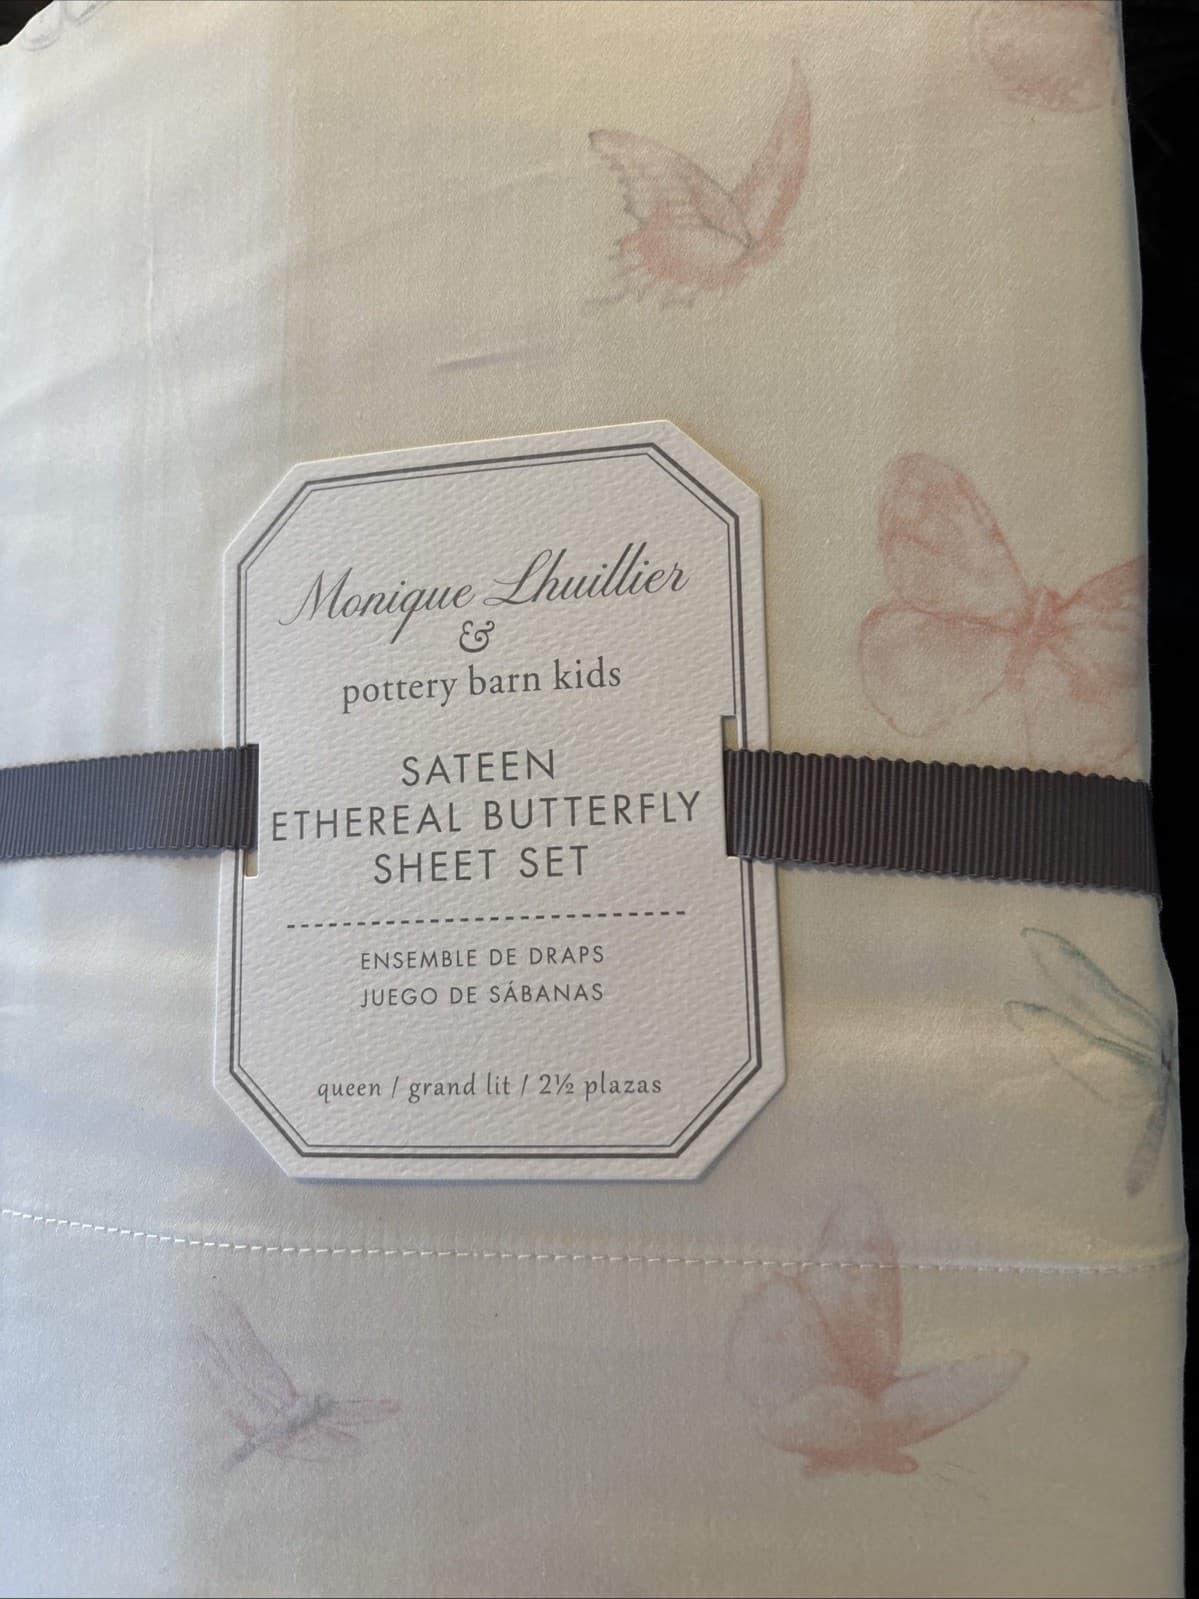 Monique Lhuillier
&
pottery barn kids
SATEEN
ETHEREAL BUTTERFLY
SHEET SET
ENSEMBLE DE DRAPS
JUEGO DE SÁBANAS
queen / grand lit / 2½ plazas